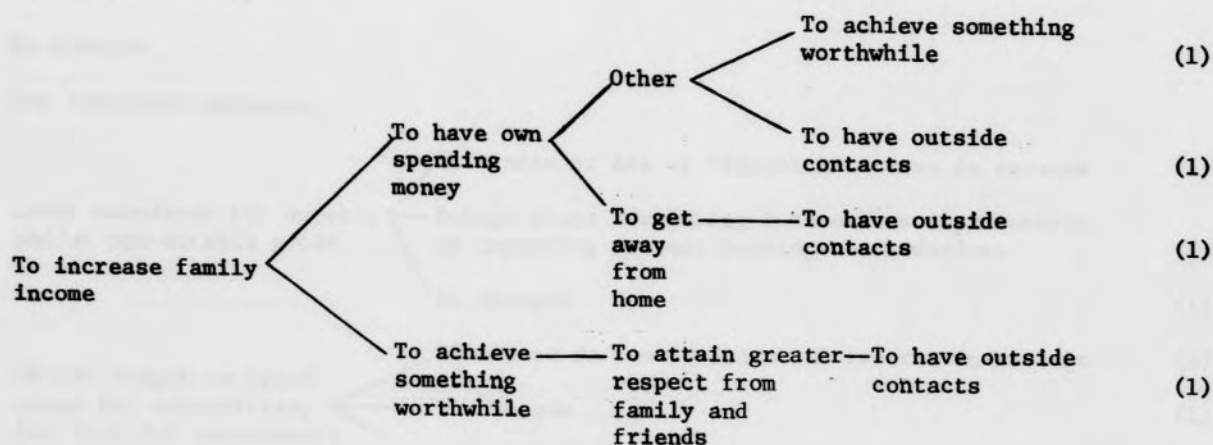 To achieve something
worthwhile (1)
Other
To have own
spending
money
To have outside
contacts (1)
To get
away
from
home
To have outside
contacts (1)
To increase family
income
To achieve
something
worthwhile
To attain greater
respect from
family and
friends
To have outside
contacts (1)